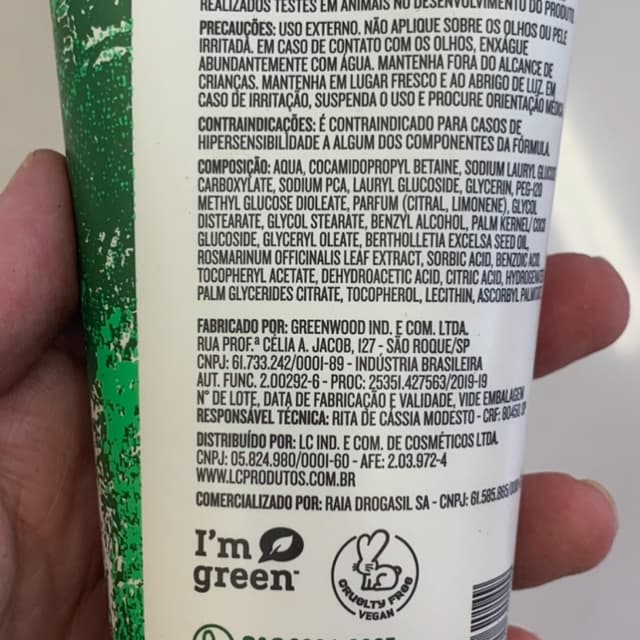 REALIZADOS TESTES EM ANIMAIS NO DESENVOLVIMENTO DO PRODUTO
PRECAUÇÕES: USO EXTERNO. NÃO APLIQUE SOBRE OS OLHOS OU PELE
IRRITADA. EM CASO DE CONTATO COM OS OLHOS, ENXÁGUE
ABUNDANTEMENTE COM ÁGUA. MANTENHA FORA DO ALCANCE DE
CRIANÇAS. MANTENHA EM LUGAR FRESCO E AO ABRIGO DE LUZ. EM
CASO DE IRRITAÇÃO, SUSPENDA O USO E PROCURE ORIENTAÇÃO MÉDICA
CONTRAINDICAÇÕES: É CONTRAINDICADO PARA CASOS DE
HIPERSENSIBILIDADE A ALGUM DOS COMPONENTES DA FÓRMULA.
COMPOSIÇÃO: AQUA, COCAMIDOPROPYL BETAINE, SODIUM LAURYL GLUCOSE
CARBOXYLATE, SODIUM PCA, LAURYL GLUCOSIDE, GLYCERIN, PEG-120
METHYL GLUCOSE DIOLEATE, PARFUM (CITRAL, LIMONENE), GLYCOL
DISTEARATE, GLYCOL STEARATE, BENZYL ALCOHOL, PALM KERNEL/ COCO
GLUCOSIDE, GLYCERYL OLEATE, BERTHOLLETIA EXCELSA SEED OIL,
ROSMARINUM OFFICINALIS LEAF EXTRACT, SORBIC ACID, BENZOIC ACID,
TOCOPHERYL ACETATE, DEHYDROACETIC ACID, CITRIC ACID, HYDROGENATE
PALM GLYCERIDES CITRATE, TOCOPHEROL, LECITHIN, ASCORBYL
FABRICADO POR: GREENWOOD IND. E COM. LTDA.
RUA PROF.ª CÉLIA A. JACOB, 127 - SÃO ROQUE/SP
CNPJ: 61.733.242/0001-89 - INDÚSTRIA BRASILEIRA
AUT. FUNC. 2.00292-6 - PROC: 25351.427563/2019-19
N° DE LOTE, DATA DE FABRICAÇÃO E VALIDADE, VIDE EMBALAGEM
RESPONSÁVEL TÉCNICA: RITA DE CÁSSIA MODESTO - CRF: 80450 SP
DISTRIBUÍDO POR: LC IND. E COM. DE COSMÉTICOS LTDA.
CNPJ: 05.824.980/0001-60 - AFE: 2.03.972-4
WWW.LCPRODUTOS.COM.BR
COMERCIALIZADO POR: RAIA DROGASIL SA - CNPJ:
I'm
green™
CRUELTY FREE
VEGAN